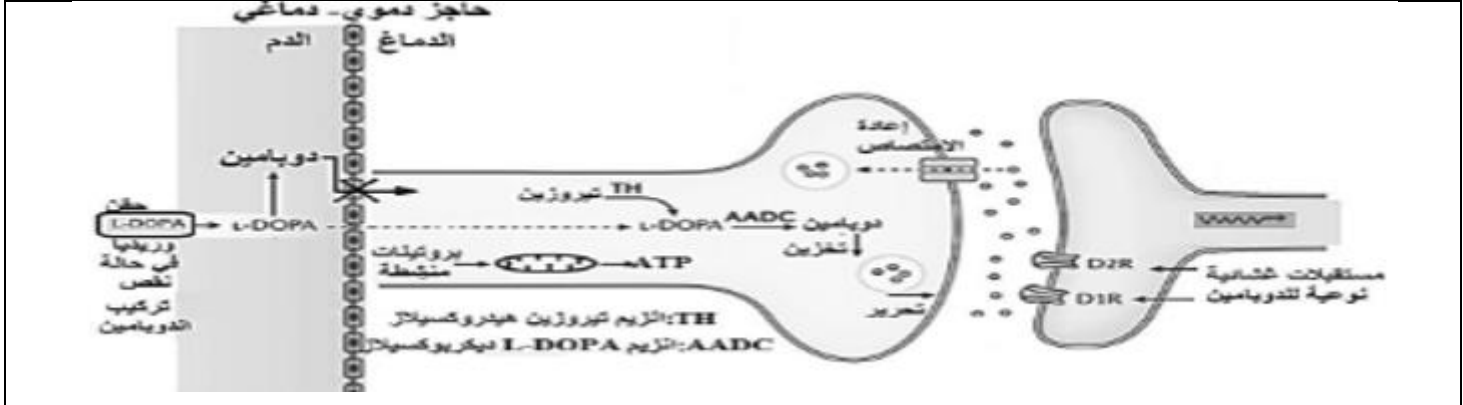 حاجز دموي- دماغي
الدم
الدماغ
دوبامين
حقن
L-DOPA
وريديا
في حالة
نقص
تركيب
الدوبامين
L-DOPA
تيروزين
TH
L-DOPA
AADC
دوبامين
تخزين
تحرير
إعادة
الامتصاص
بروتينات
منشطة
ATP
TH:انزيم تيروزين هيدروكسيلاز
AADC:انزيم L-DOPA ديكربوكسيلاز
D2R
D1R
مستقبلات غشائية
نوعية للدوبامين